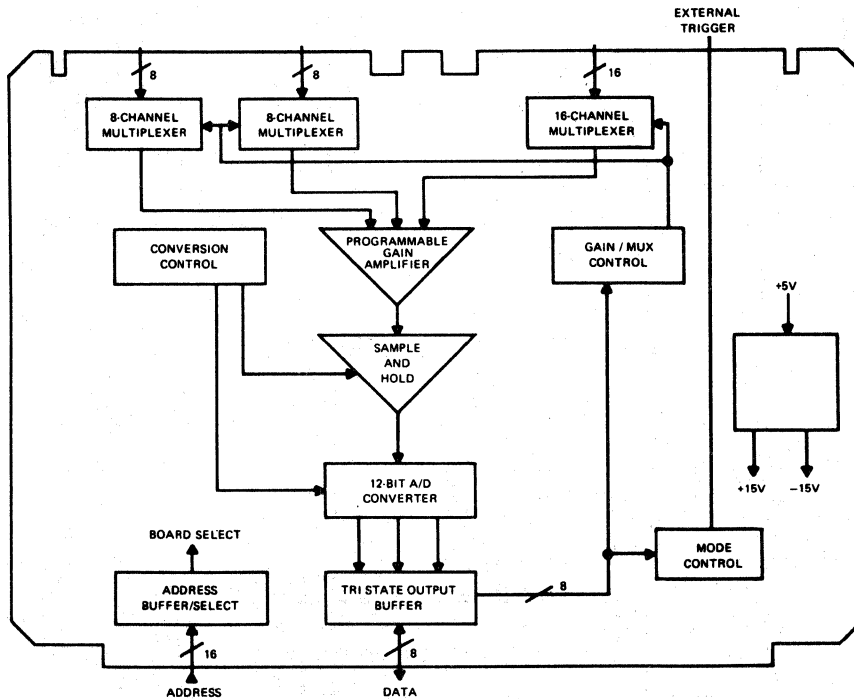 EXTERNAL
TRIGGER
8
8
16
8-CHANNEL
MULTIPLEXER
8-CHANNEL
MULTIPLEXER
16-CHANNEL
MULTIPLEXER
CONVERSION
CONTROL
PROGRAMMABLE
GAIN
AMPLIFIER
GAIN / MUX
CONTROL
+5V
SAMPLE
AND
HOLD
+15V
-15V
12-BIT A/D
CONVERTER
BOARD SELECT
MODE
CONTROL
ADDRESS
BUFFER/SELECT
TRI STATE OUTPUT
BUFFER
8
16
8
ADDRESS
DATA